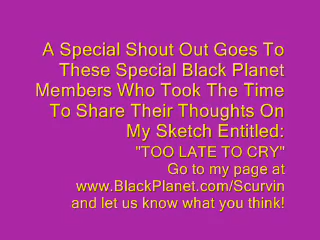 A Special Shout Out Goes To
These Special Black Planet
Members Who Took The Time
To Share Their Thoughts On
My Sketch Entitled:
"TOO LATE TO CRY"
Go to my page at
www.BlackPlanet.com/Scurvin
and let us know what you think!